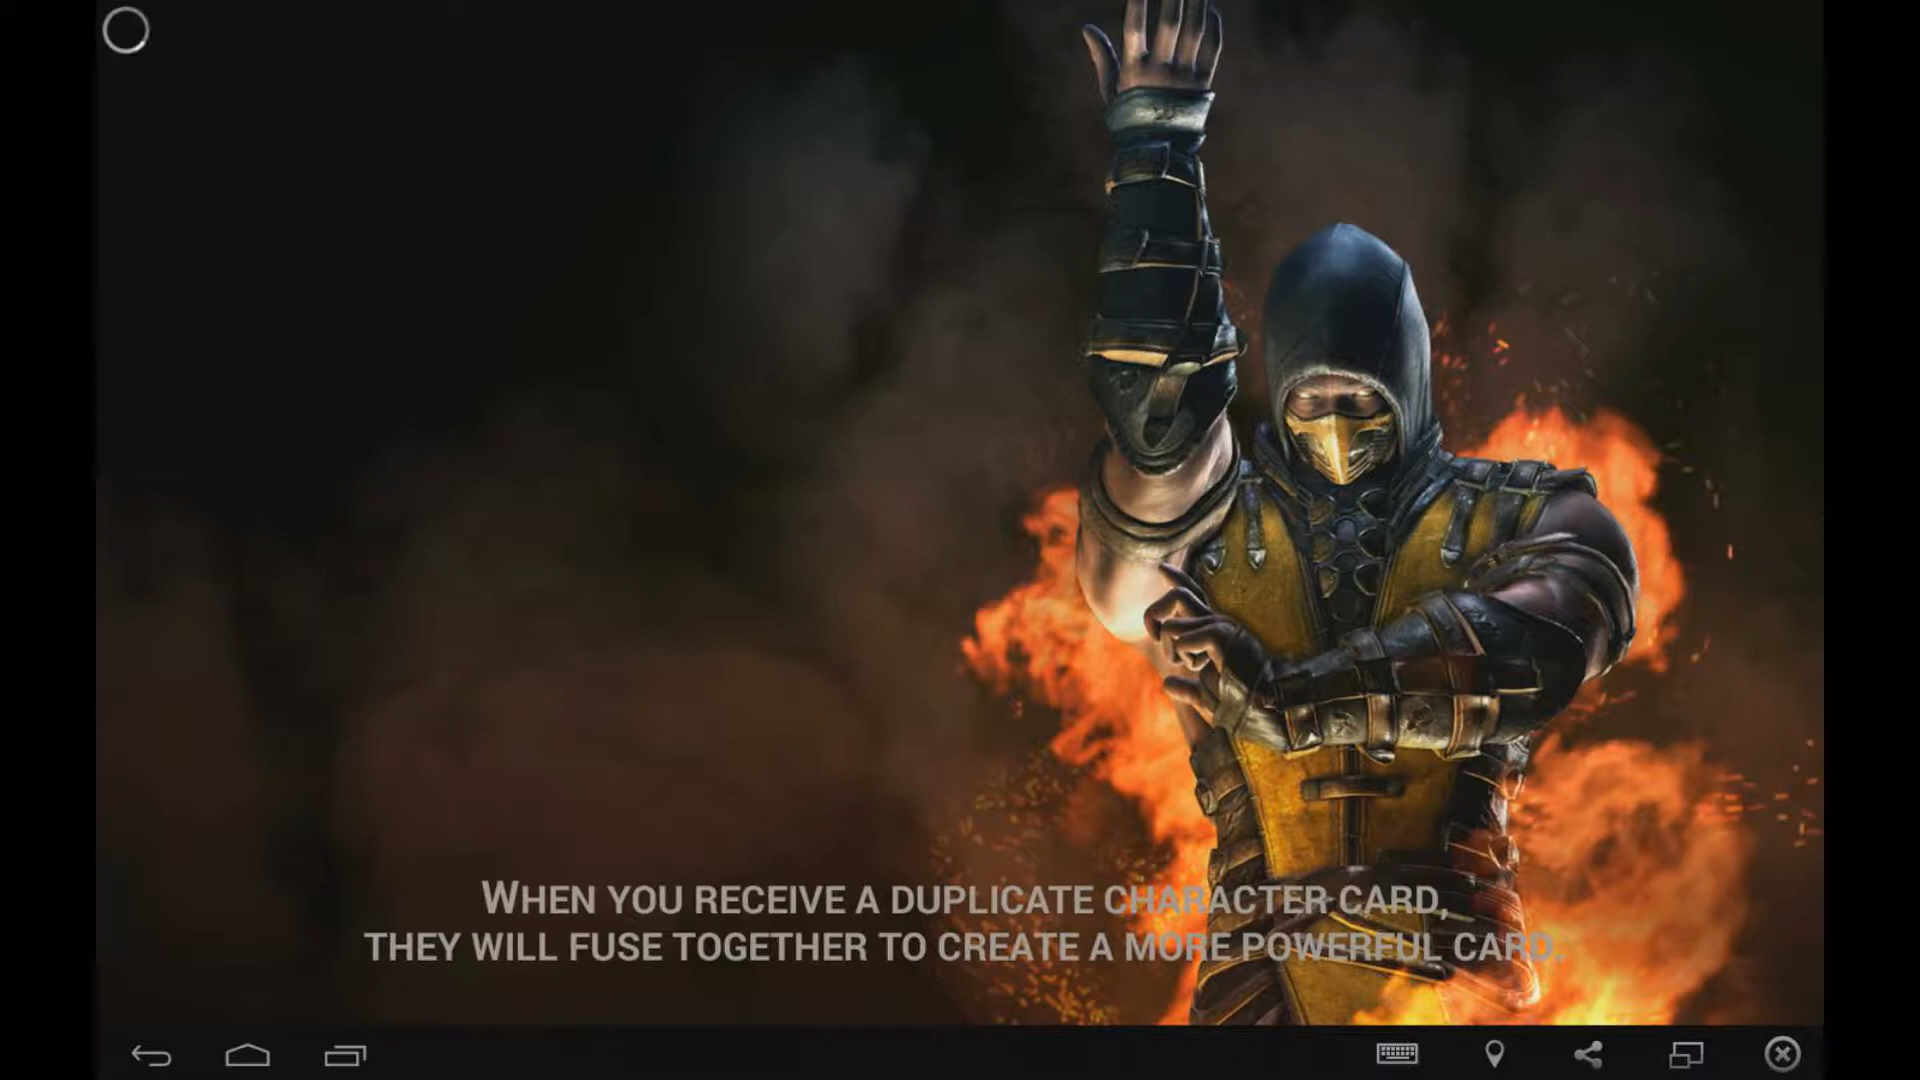 WHEN YOU RECEIVE A DUPLICATE CHARACTER CARD,
THEY WILL FUSE TOGETHER TO CREATE A MORE POWERFUL CARD.